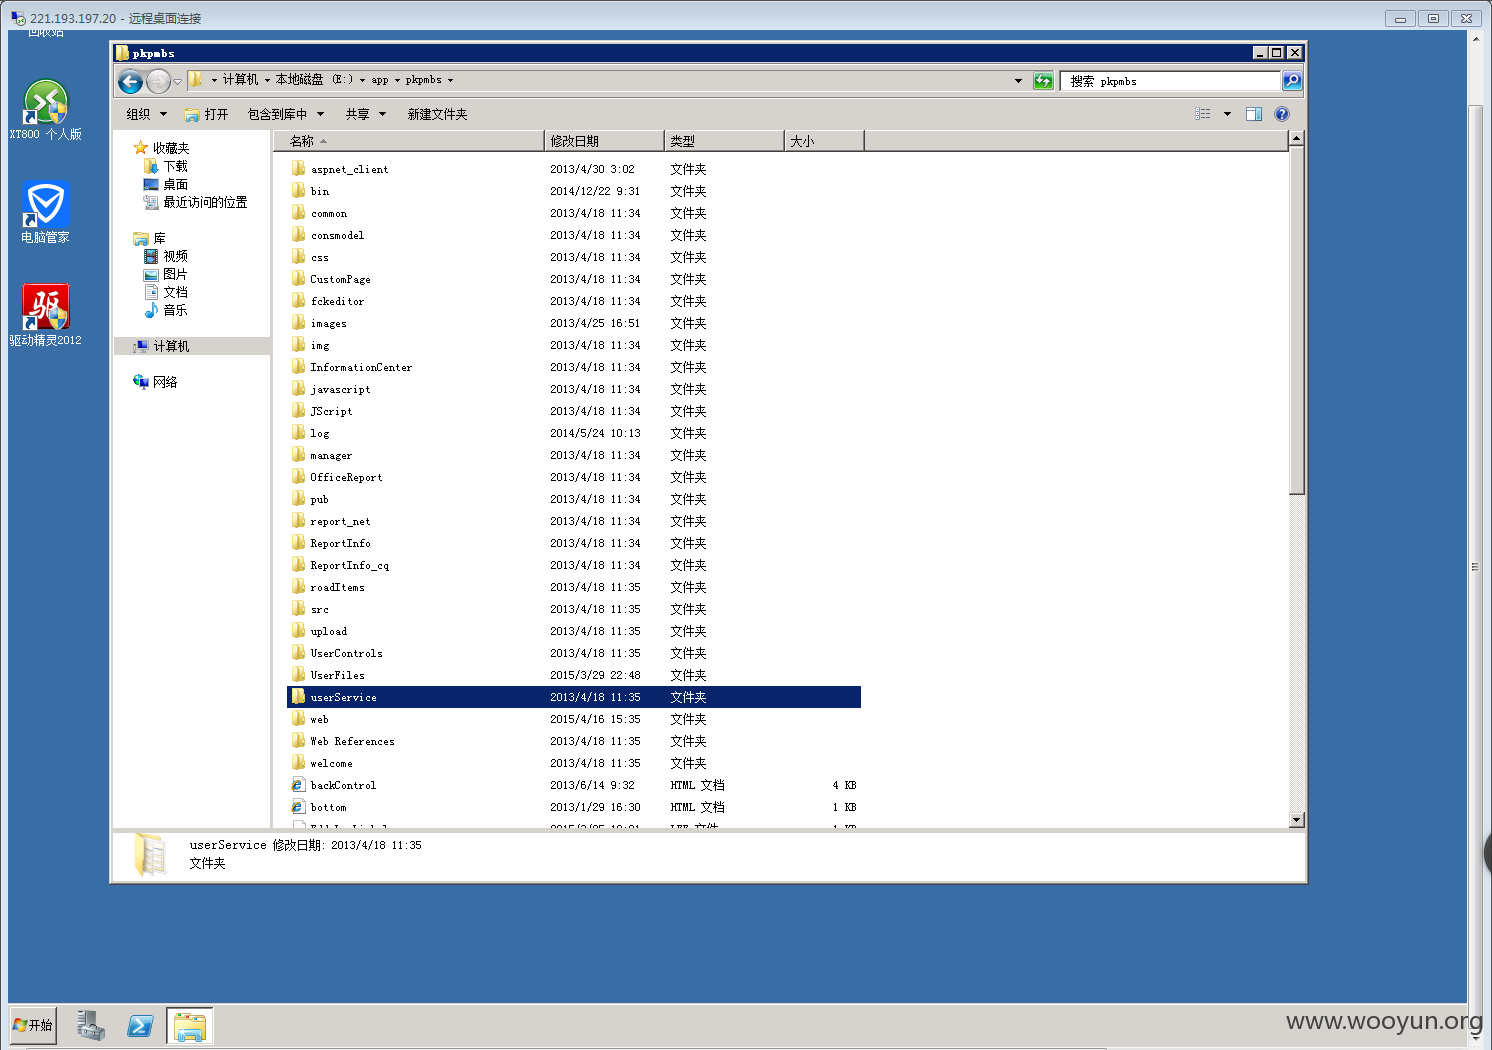 221.193.197.20 - 远程桌面连接
回收站
XT800 个人版
电脑管家
驱
驱动精灵2012
pkpmbs
计算机 本地磁盘 (E:) app pkpmbs
搜索 pkpmbs
组织 打开 包含到库中 共享 新建文件夹
收藏夹
下载
桌面
最近访问的位置
库
视频
图片
文档
音乐
计算机
网络
名称 修改日期 类型 大小
aspnet_client 2013/4/30 3:02 文件夹
bin 2014/12/22 9:31 文件夹
common 2013/4/18 11:34 文件夹
consmodel 2013/4/18 11:34 文件夹
css 2013/4/18 11:34 文件夹
CustomPage 2013/4/18 11:34 文件夹
fckeditor 2013/4/18 11:34 文件夹
images 2013/4/25 16:51 文件夹
img 2013/4/18 11:34 文件夹
InformationCenter 2013/4/18 11:34 文件夹
javascript 2013/4/18 11:34 文件夹
JScript 2013/4/18 11:34 文件夹
log 2014/5/24 10:13 文件夹
manager 2013/4/18 11:34 文件夹
OfficeReport 2013/4/18 11:34 文件夹
pub 2013/4/18 11:34 文件夹
report_net 2013/4/18 11:34 文件夹
ReportInfo 2013/4/18 11:34 文件夹
ReportInfo_cq 2013/4/18 11:34 文件夹
roadItems 2013/4/18 11:35 文件夹
src 2013/4/18 11:35 文件夹
upload 2013/4/18 11:35 文件夹
UserControls 2013/4/18 11:35 文件夹
UserFiles 2015/3/29 22:48 文件夹
userService 2013/4/18 11:35 文件夹
web 2015/4/16 15:35 文件夹
Web References 2013/4/18 11:35 文件夹
welcome 2013/4/18 11:35 文件夹
backControl 2013/6/14 9:32 HTML 文档 4 KB
bottom 2013/1/29 16:30 HTML 文档 1 KB
userService 修改日期: 2013/4/18 11:35
文件夹
开始
www.wooyun.org